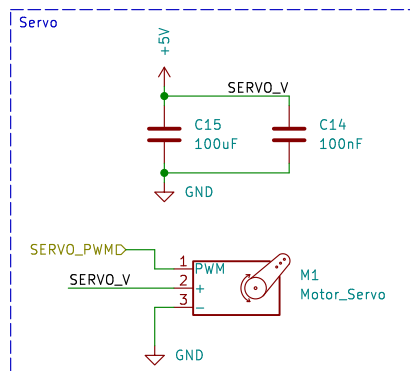 Servo
+5V
SERVO_V
C15
100uF
C14
100nF
GND
SERVO_PWM
1
PWM
SERVO_V
2
+
3
-
M1
Motor_Servo
GND